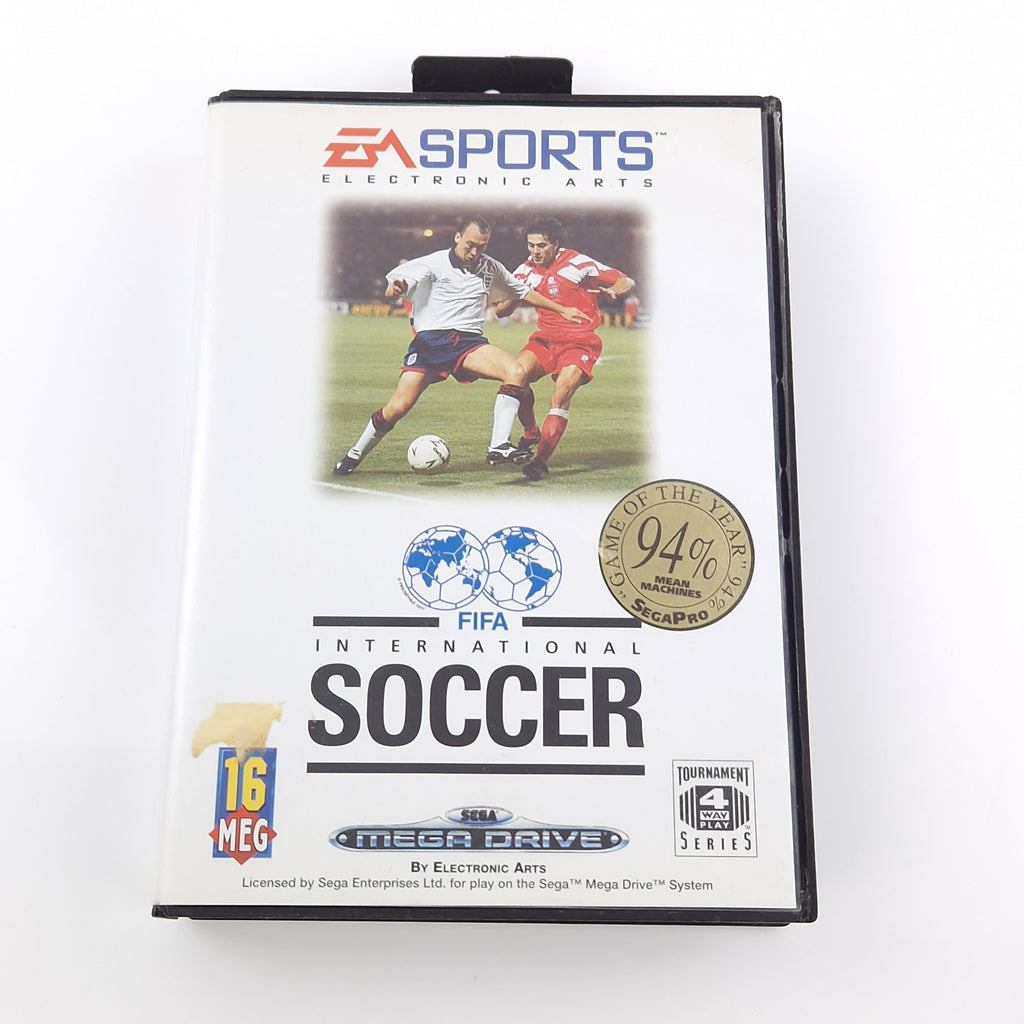 EA SPORTS™
ELECTRONIC ARTS
"GAME OF THE YEAR" 94%
94%
MEAN
MACHINES
SEGAPRO
FIFA
INTERNATIONAL
SOCCER
16
MEG
TOURNAMENT
4
WAY
PLAY
SERIES
SEGA
MEGA DRIVE
BY ELECTRONIC ARTS
Licensed by Sega Enterprises Ltd. for play on the Sega™ Mega Drive™ System